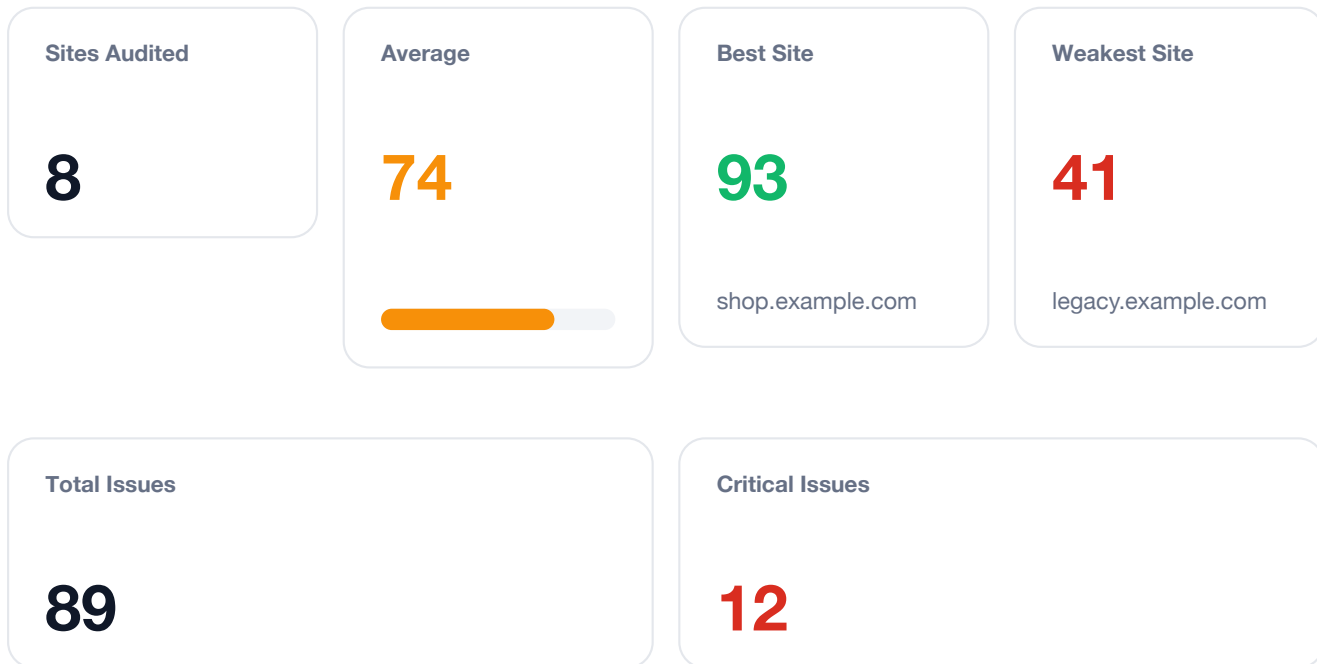 Sites Audited
8
Average
74
Best Site
93
shop.example.com
Weakest Site
41
legacy.example.com
Total Issues
89
Critical Issues
12